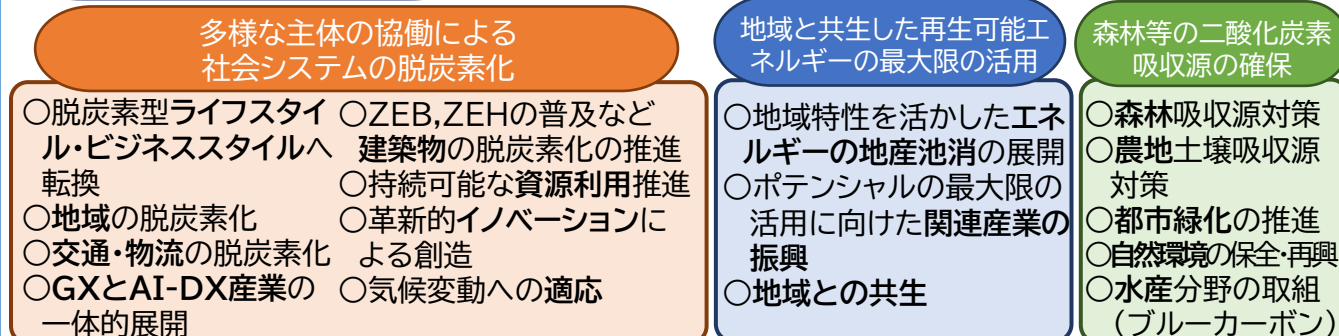 多様な主体の協働による
社会システムの脱炭素化
○脱炭素型ライフスタイ
ル・ビジネススタイルへ
転換
○地域の脱炭素化
○交通・物流の脱炭素化
○GXとAI-DX産業の
一体的展開
○ZEB,ZEHの普及など
建築物の脱炭素化の推進
○持続可能な資源利用推進
○革新的イノベーションに
よる創造
○気候変動への適応
地域と共生した再生可能エ
ネルギーの最大限の活用
○地域特性を活かしたエネ
ルギーの地産池消の展開
○ポテンシャルの最大限の
活用に向けた関連産業の
振興
○地域との共生
森林等の二酸化炭素
吸収源の確保
○森林吸収源対策
○農地土壌吸収源
対策
○都市緑化の推進
○自然環境の保全・再興
○水産分野の取組
（ブルーカーボン）